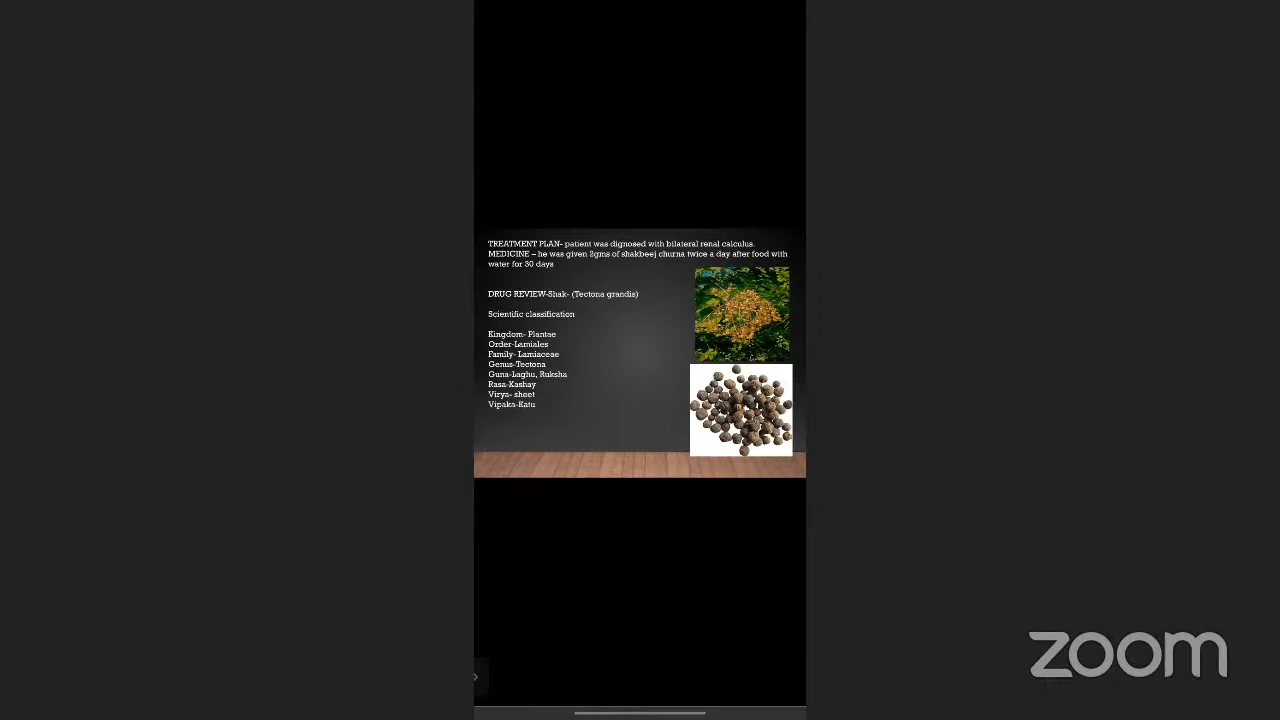 TREATMENT PLAN- patient was dignosed with bilateral renal calculus.
MEDICINE – he was given 2gms of shakbeej churna twice a day after food with
water for 30 days
DRUG REVIEW-Shak- (Tectona grandis)
Scientific classification
Kingdom- Plantae
Order-Lamiales
Family- Lamiaceae
Genus-Tectona
Guna-Laghu, Ruksha
Rasa-Kashay
Virya- sheet
Vipaka-Katu
zoom